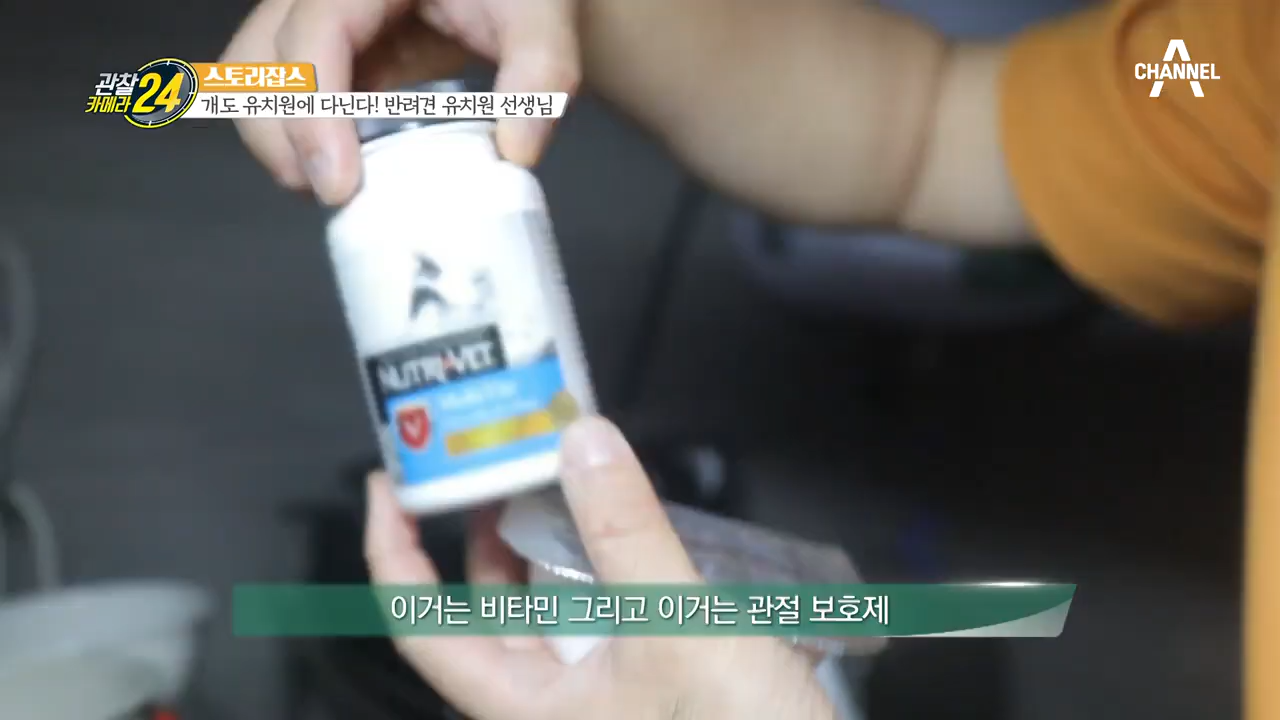 관찰
카메라 24
스토리잡스
개도 유치원에 다닌다! 반려견 유치원 선생님
CHANNEL A
NUTRI-VET
이거는 비타민 그리고 이거는 관절 보호제